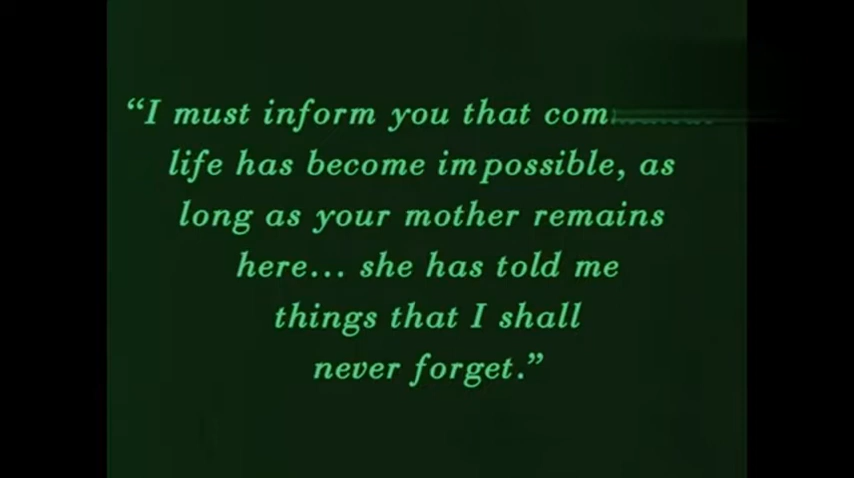 “I must inform you that
life has become impossible, as
long as your mother remains
here... she has told me
things that I shall
never forget.”